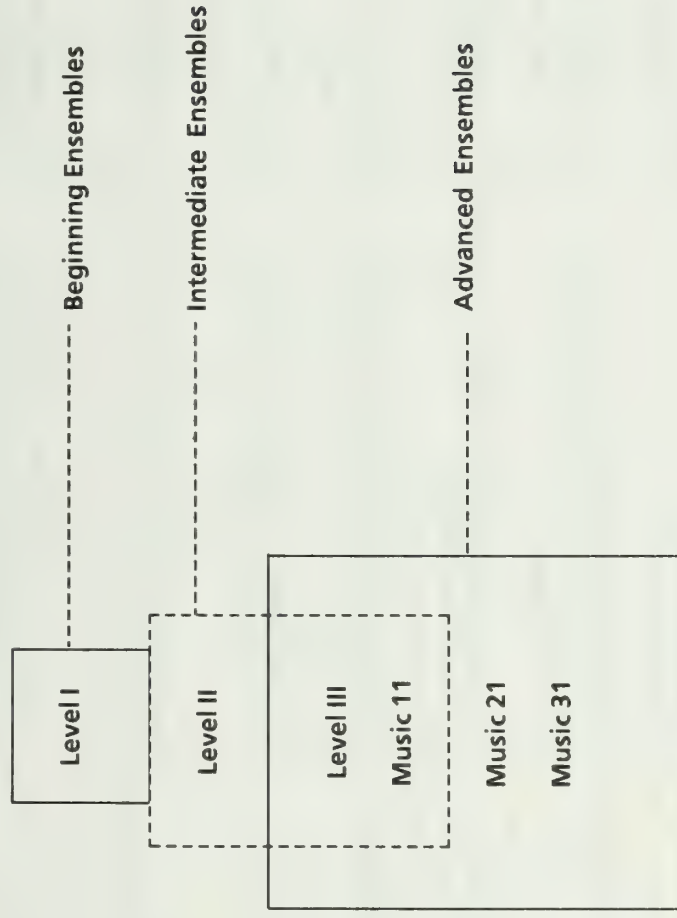 Level I
Beginning Ensembles
Level II
Intermediate Ensembles
Level III
Music 11
Advanced Ensembles
Music 21
Music 31